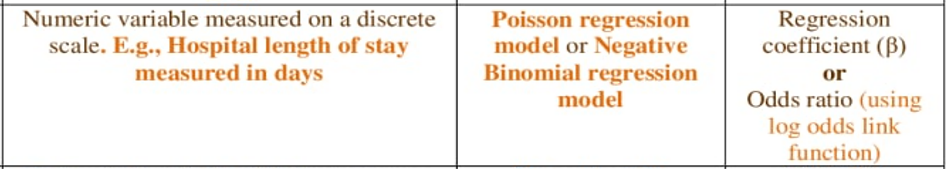 Numeric variable measured on a discrete
scale. E.g., Hospital length of stay
measured in days
Poisson regression
model or Negative
Binomial regression
model
Regression
coefficient (β)
or
Odds ratio (using
log odds link
function)